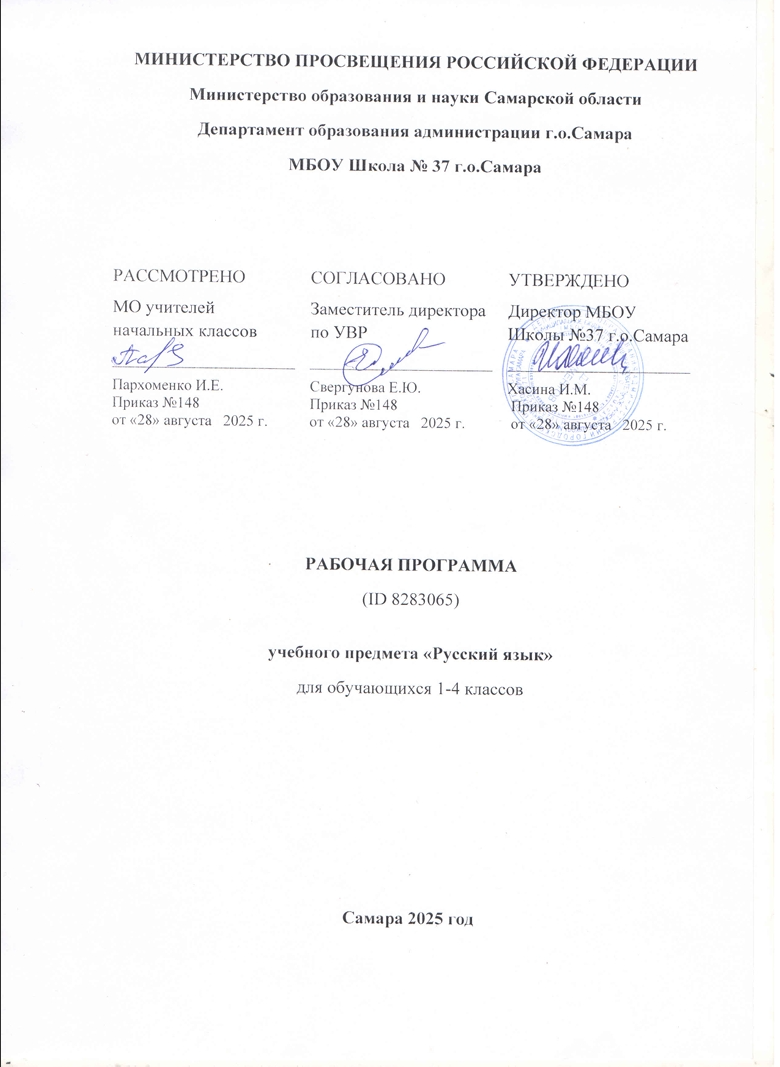 МИНИСТЕРСТВО ПРОСВЕЩЕНИЯ РОССИЙСКОЙ ФЕДЕРАЦИИ
Министерство образования и науки Самарской области
Департамент образования администрации г.о.Самара
МБОУ Школа № 37 г.о.Самара
РАССМОТРЕНО
МО учителей
начальных классов
Пархоменко И.Е.
Приказ №148
от «28» августа 2025 г.
СОГЛАСОВАНО
Заместитель директора
по УВР
Свергунова Е.Ю.
Приказ №148
от «28» августа 2025 г.
УТВЕРЖДЕНО
Директор МБОУ
Школы №37 г.о.Самара
Хасина И.М.
Приказ №148
от «28» августа 2025 г.
РАБОЧАЯ ПРОГРАММА
(ID 8283065)
учебного предмета «Русский язык»
для обучающихся 1-4 классов
Самара 2025 год